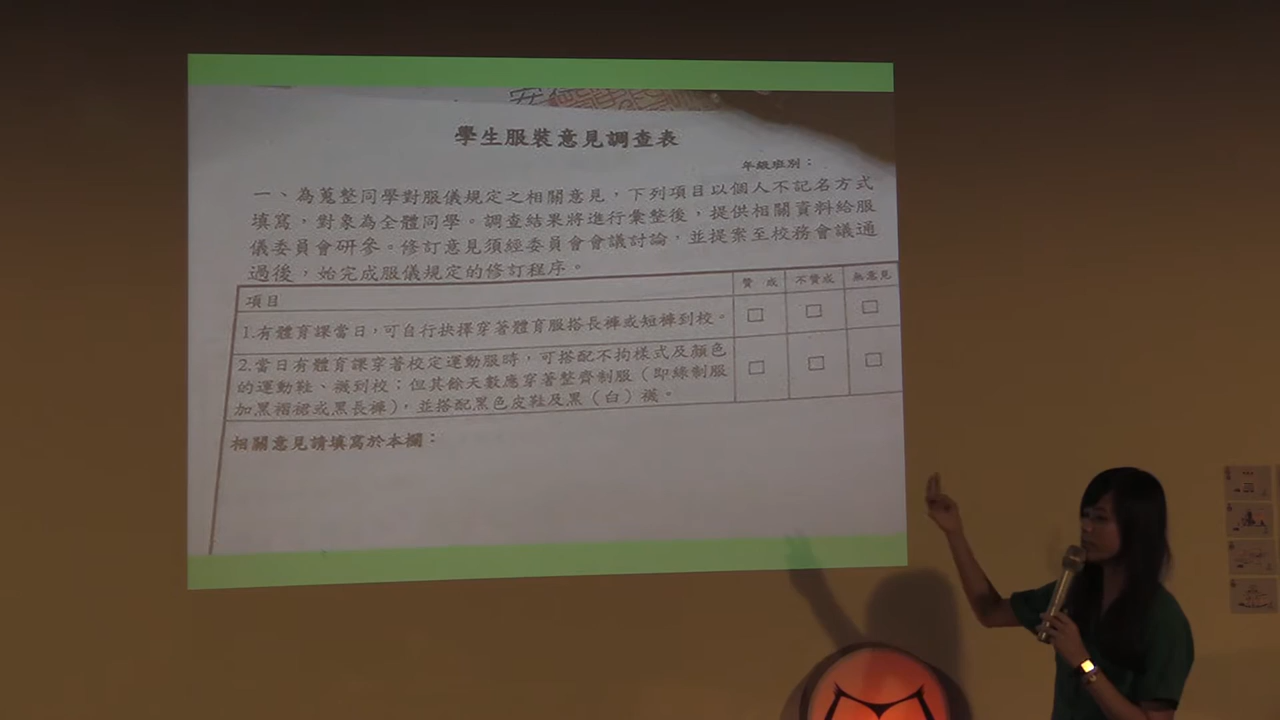 學生服裝意見調查表
年級班別：
一、為蒐整同學對服儀規定之相關意見，下列項目以個人不記名方式
填寫，對象為全體同學。調查結果將進行彙整後，提供相關資料給服
儀委員會研參。修訂意見須經委員會會議討論，並提案至校務會議通
過後，始完成服儀規定的修訂程序。
項目 贊 成 不贊成 無意見
1.有體育課當日，可自行抉擇穿著體育服搭長褲或短褲到校。 □ □ □
2.當日有體育課穿著校定運動服時，可搭配不拘樣式及顏色
的運動鞋、襪到校；但其餘天數應穿著整齊制服（即綠制服
加黑褶裙或黑長褲），並搭配黑色皮鞋及黑（白）襪。 □ □ □
相關意見請填寫於本欄：